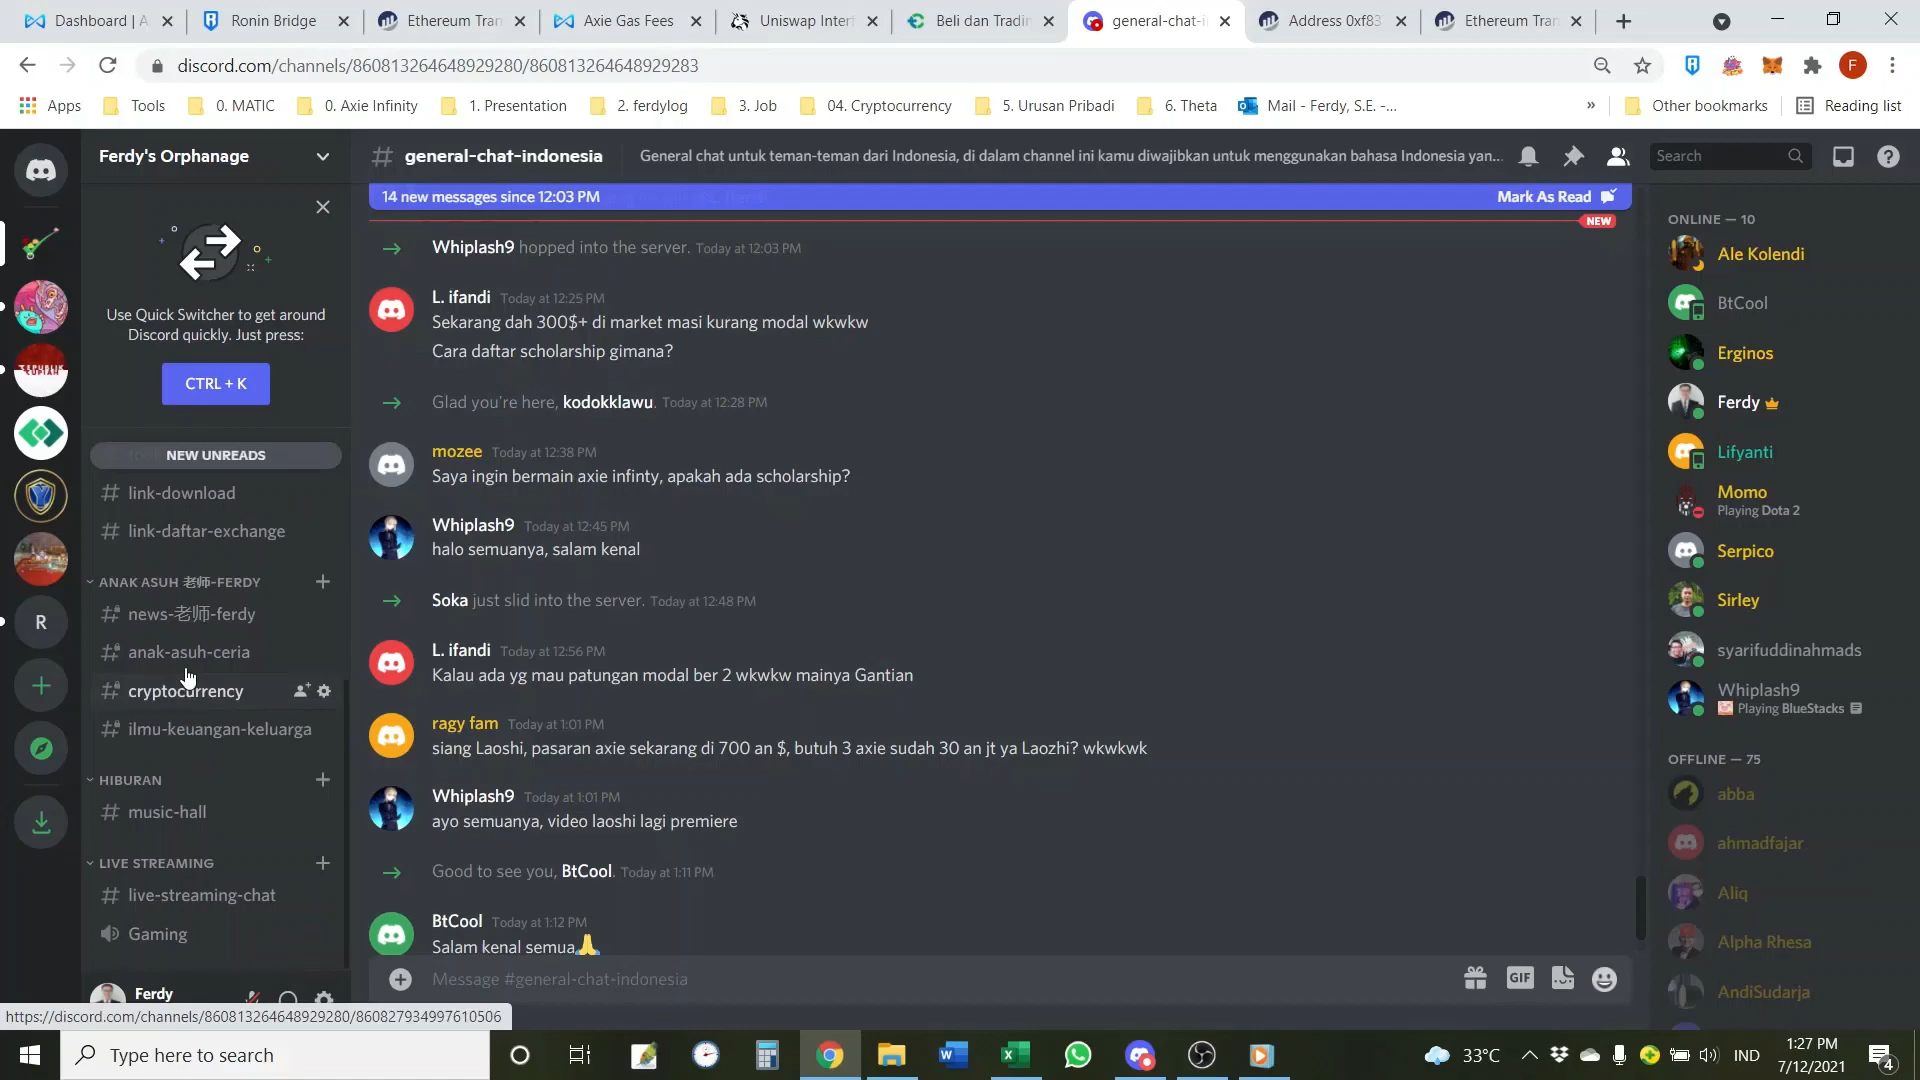 Dashboard | A
Ronin Bridge
Ethereum Tran
Axie Gas Fees
Uniswap Interf
Beli dan Tradin
general-chat-i
Address 0xf83
Ethereum Tran
discord.com/channels/860813264648929280/860813264648929283
F
Apps
Tools
0. MATIC
0. Axie Infinity
1. Presentation
2. ferdylog
3. Job
04. Cryptocurrency
5. Urusan Pribadi
6. Theta
Mail - Ferdy, S.E. -...
»
Other bookmarks
Reading list
Ferdy's Orphanage
general-chat-indonesia
General chat untuk teman-teman dari Indonesia, di dalam channel ini kamu diwajibkan untuk menggunakan bahasa Indonesia yan...
Search
Use Quick Switcher to get around
Discord quickly. Just press:
CTRL + K
NEW UNREADS
link-download
link-daftar-exchange
ANAK ASUH 老师-FERDY
news-老师-ferdy
anak-asuh-ceria
cryptocurrency
ilmu-keuangan-keluarga
HIBURAN
music-hall
LIVE STREAMING
live-streaming-chat
Gaming
Ferdy
R
14 new messages since 12:03 PM
Mark As Read
NEW
Whiplash9 hopped into the server. Today at 12:03 PM
L. ifandi Today at 12:25 PM
Sekarang dah 300$+ di market masi kurang modal wkwkw
Cara daftar scholarship gimana?
Glad you're here, kodokklawu. Today at 12:28 PM
mozee Today at 12:38 PM
Saya ingin bermain axie infinty, apakah ada scholarship?
Whiplash9 Today at 12:45 PM
halo semuanya, salam kenal
Soka just slid into the server. Today at 12:48 PM
L. ifandi Today at 12:56 PM
Kalau ada yg mau patungan modal ber 2 wkwkw mainya Gantian
ragy fam Today at 1:01 PM
siang Laoshi, pasaran axie sekarang di 700 an $, butuh 3 axie sudah 30 an jt ya Laozhi? wkwkwk
Whiplash9 Today at 1:01 PM
ayo semuanya, video laoshi lagi premiere
Good to see you, BtCool. Today at 1:11 PM
BtCool Today at 1:12 PM
Salam kenal semua🙏
Message #general-chat-indonesia
GIF
ONLINE — 10
Ale Kolendi
BtCool
Erginos
Ferdy
Lifyanti
Momo
Playing Dota 2
Serpico
Sirley
syarifuddinahmads
Whiplash9
Playing BlueStacks
OFFLINE — 75
abba
ahmadfajar
Aliq
Alpha Rhesa
AndiSudarja
https://discord.com/channels/860813264648929280/860827934997610506
Type here to search
33°C
IND
1:27 PM
7/12/2021
4